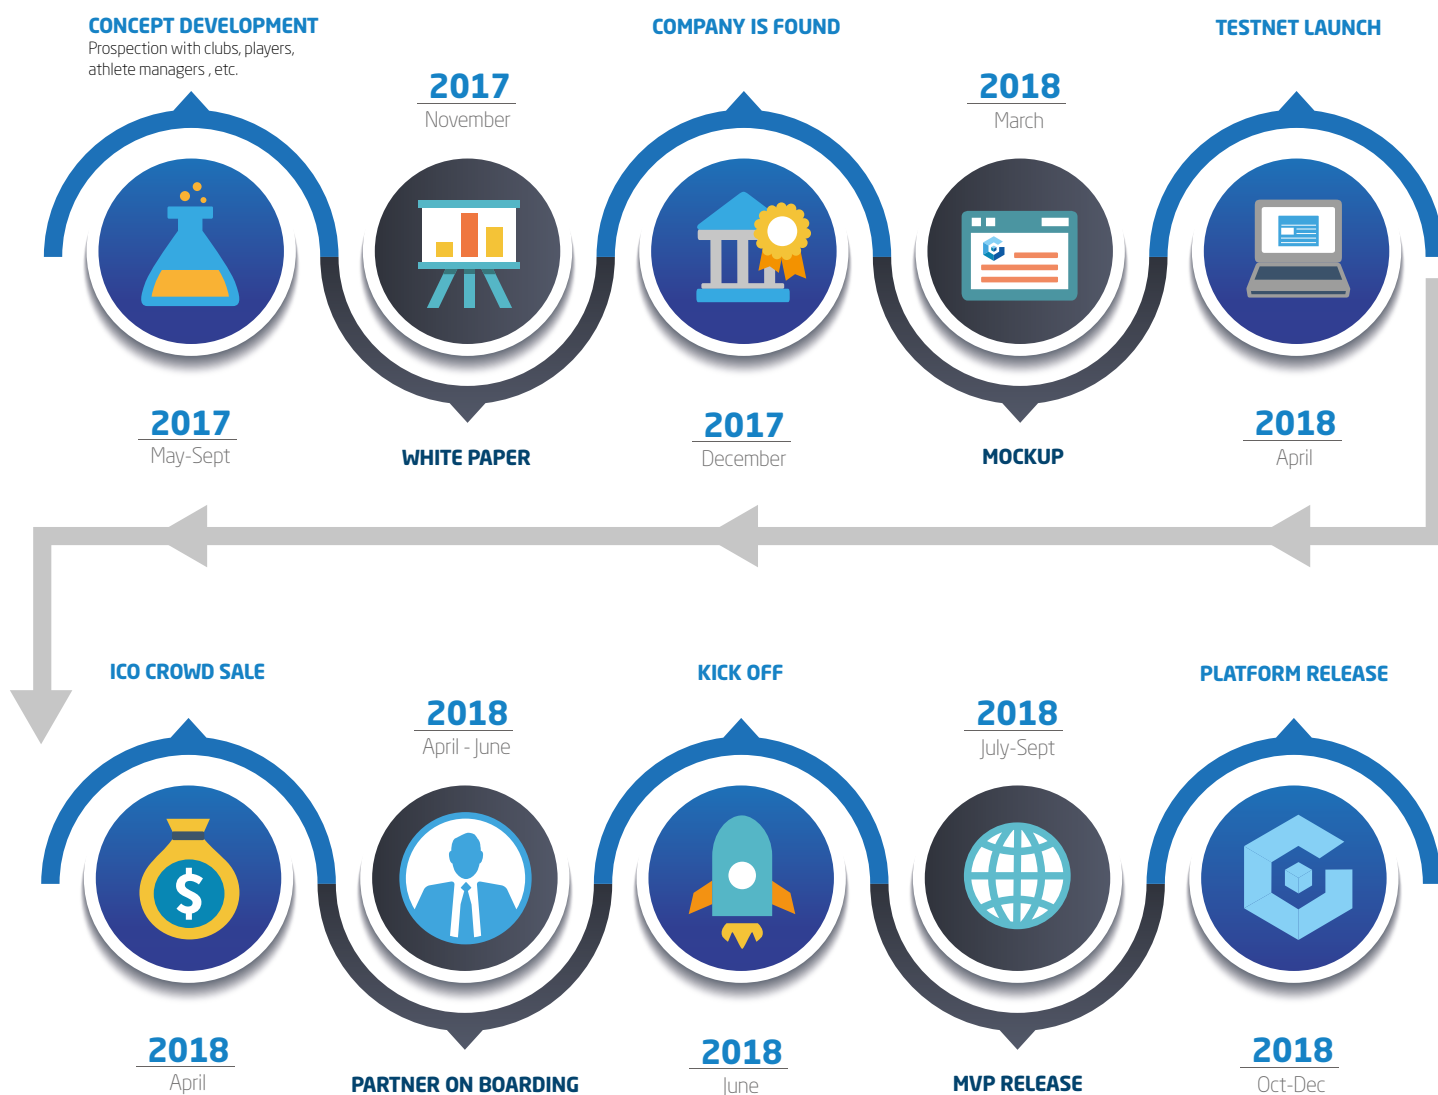 CONCEPT DEVELOPMENT
Prospection with clubs, players,
athlete managers , etc.
2017
May-Sept
2017
November
WHITE PAPER
COMPANY IS FOUND
2017
December
2018
March
MOCKUP
TESTNET LAUNCH
2018
April
ICO CROWD SALE
$
2018
April
2018
April - June
PARTNER ON BOARDING
KICK OFF
2018
June
2018
July-Sept
MVP RELEASE
PLATFORM RELEASE
2018
Oct-Dec